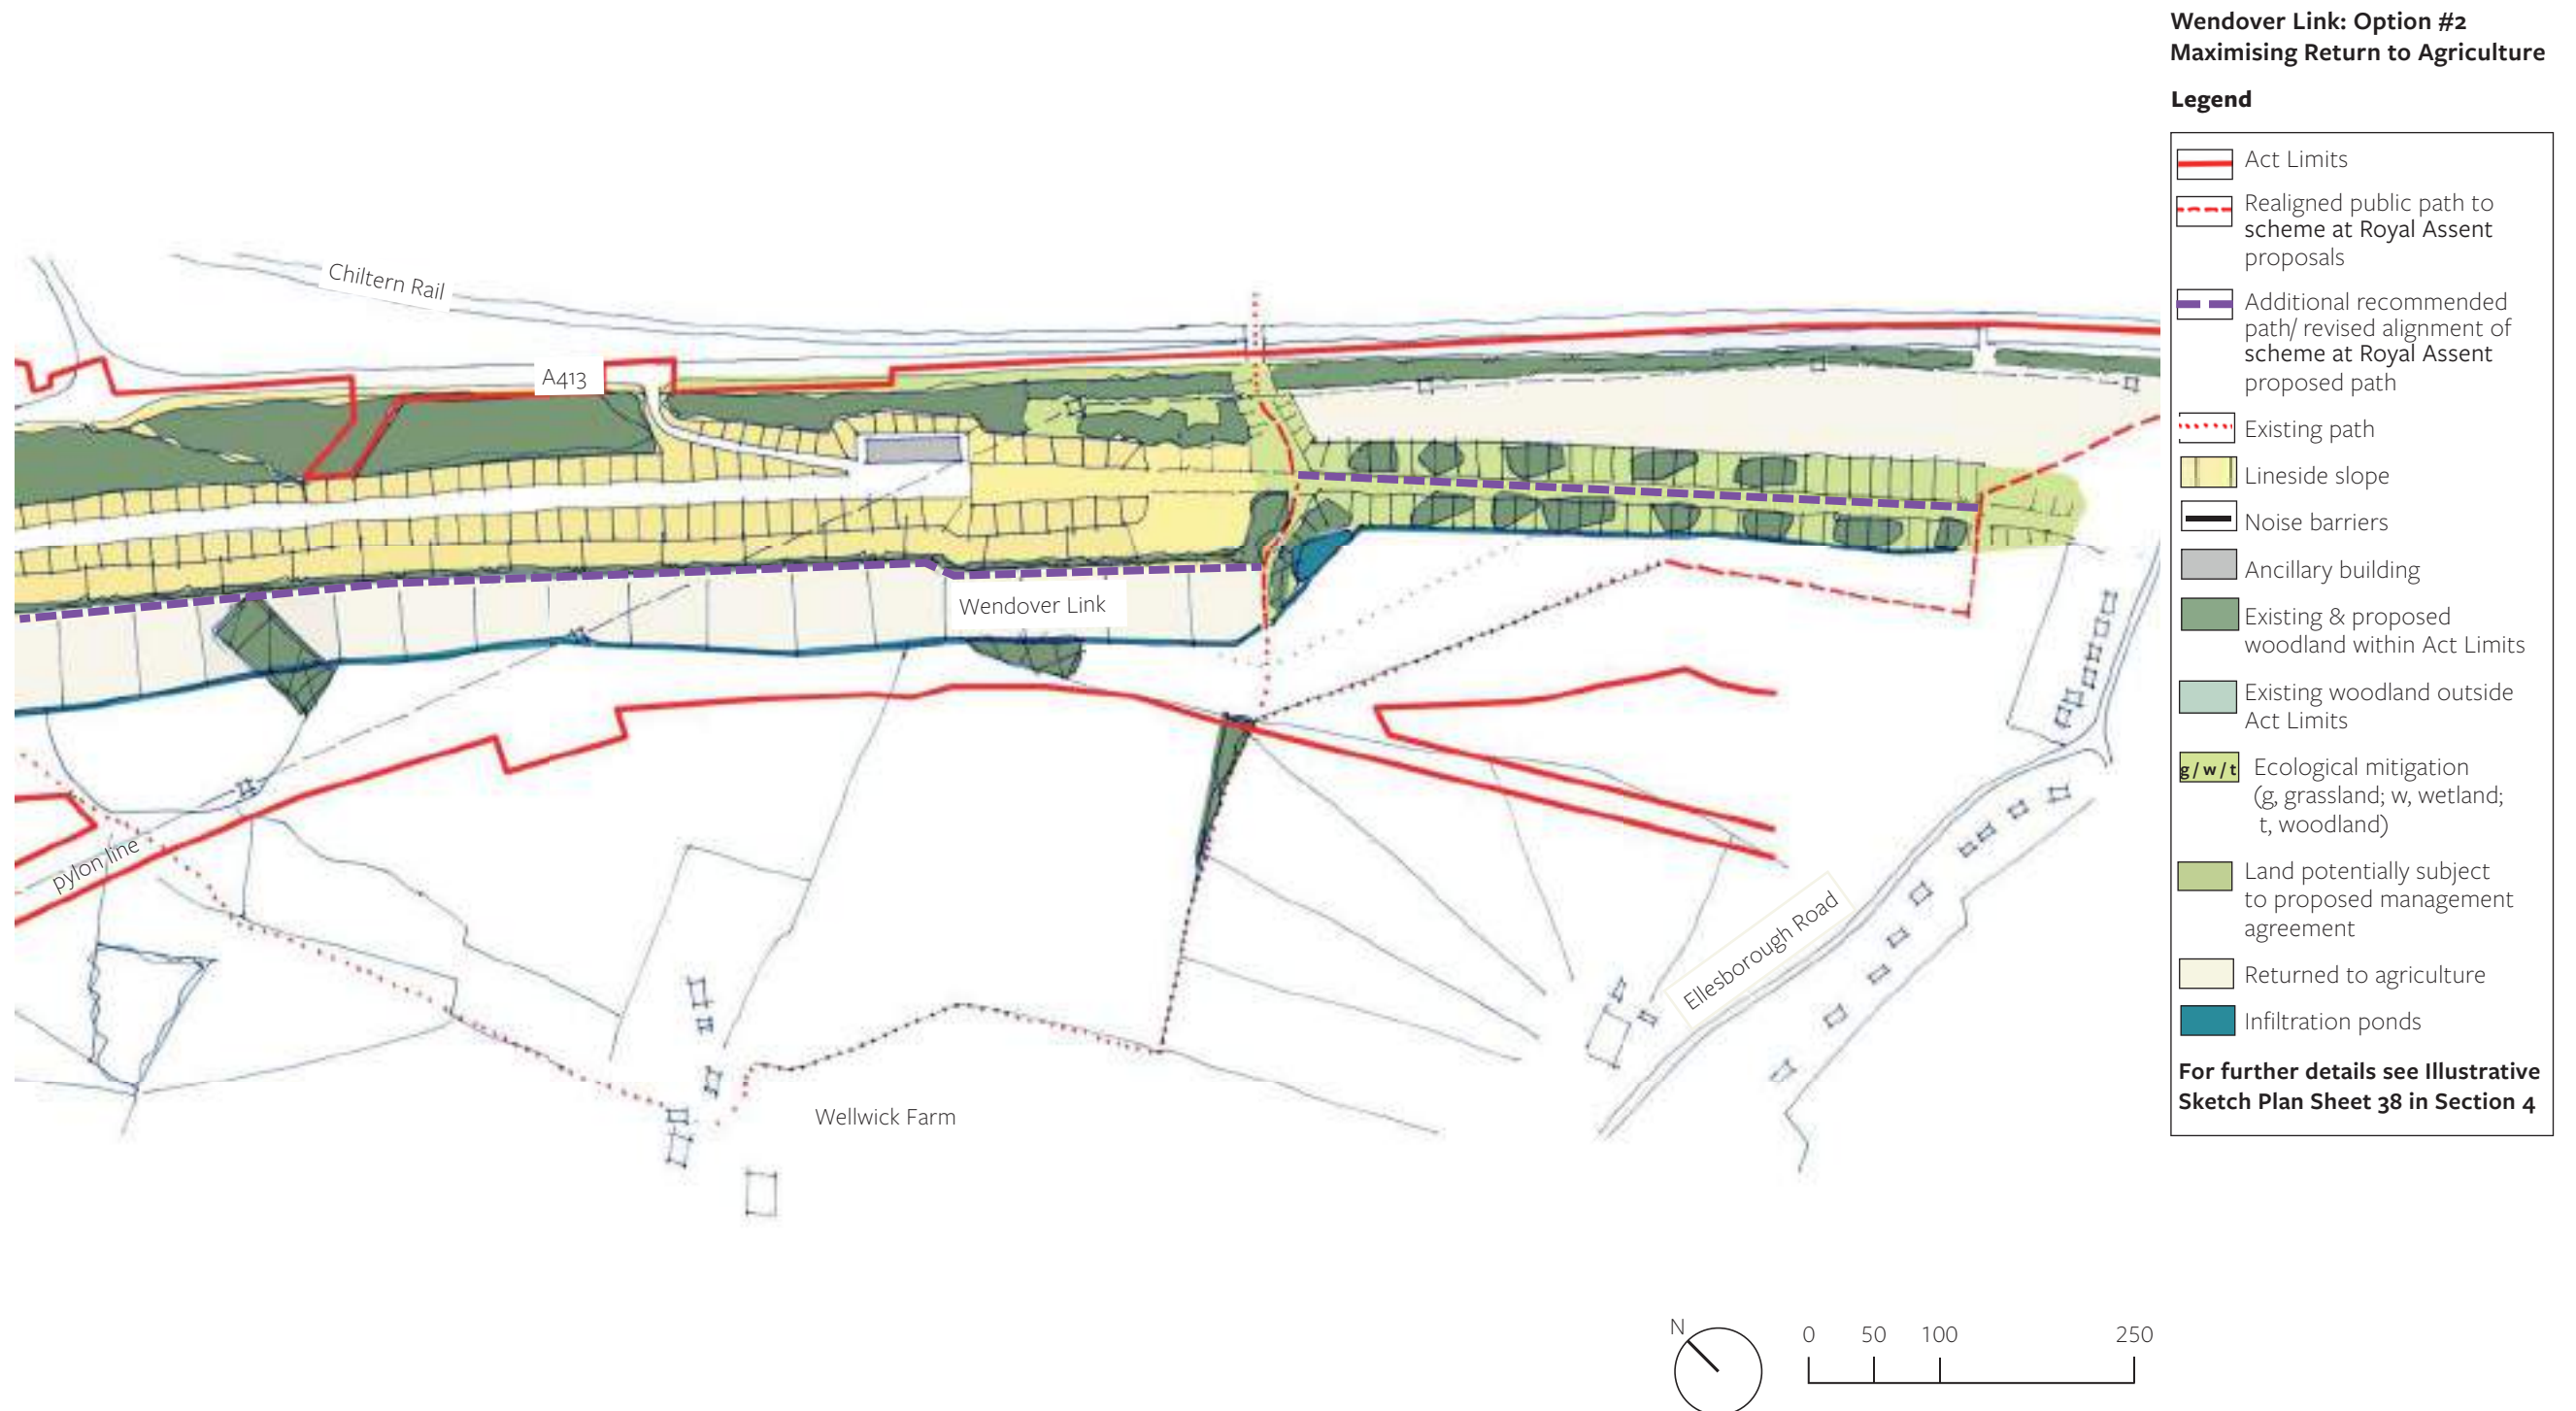 Wendover Link: Option #2
Maximising Return to Agriculture
Legend
Act Limits
Realigned public path to
scheme at Royal Assent
proposals
Additional recommended
path/ revised alignment of
scheme at Royal Assent
proposed path
Existing path
Lineside slope
Noise barriers
Ancillary building
Existing & proposed
woodland within Act Limits
Existing woodland outside
Act Limits
g/w/t Ecological mitigation
(g, grassland; w, wetland;
t, woodland)
Land potentially subject
to proposed management
agreement
Returned to agriculture
Infiltration ponds
For further details see Illustrative
Sketch Plan Sheet 38 in Section 4
Chiltern Rail
A413
Wendover Link
pylon line
Ellesborough Road
Wellwick Farm
N
0 50 100 250